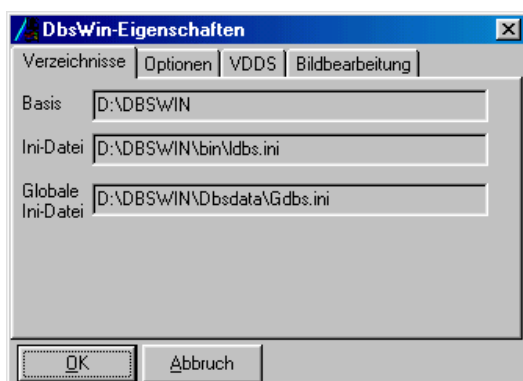 DbsWin-Eigenschaften
Verzeichnisse Optionen VDDS Bildbearbeitung
Basis D:\DBSWIN
Ini-Datei D:\DBSWIN\bin\ldbs.ini
Globale
Ini-Datei D:\DBSWIN\Dbsdata\Gdbs.ini
OK Abbruch